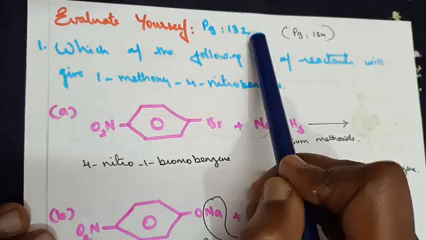 Evaluate Yourself: Pg: 132 (Pg: 134)
1. Which of the following of reactants will
give 1-methoxy-4-nitrobenzene.
(a) O2N Br +
4-nitro-1-bromobenzene methoxide.
(b) O2N ONa +